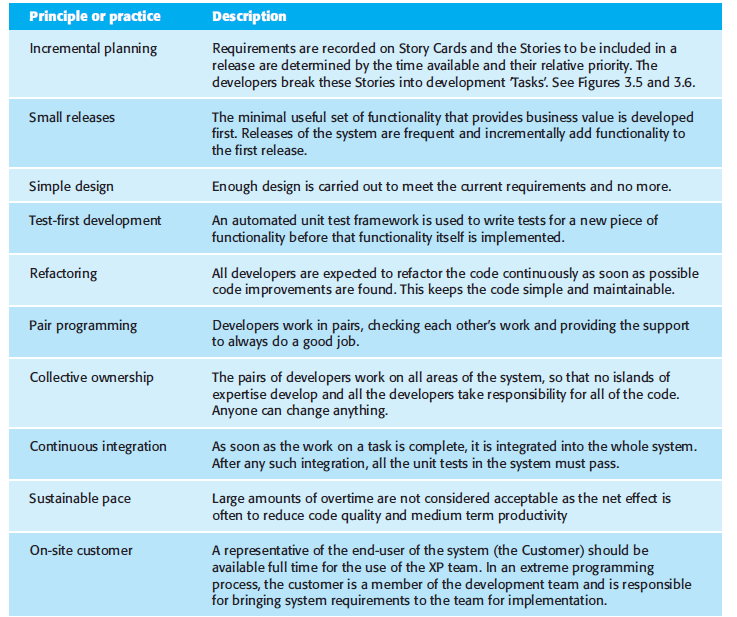 Principle or practice Description
Incremental planning Requirements are recorded on Story Cards and the Stories to be included in a
release are determined by the time available and their relative priority. The
developers break these Stories into development ‘Tasks’. See Figures 3.5 and 3.6.
Small releases The minimal useful set of functionality that provides business value is developed
first. Releases of the system are frequent and incrementally add functionality to
the first release.
Simple design Enough design is carried out to meet the current requirements and no more.
Test-first development An automated unit test framework is used to write tests for a new piece of
functionality before that functionality itself is implemented.
Refactoring All developers are expected to refactor the code continuously as soon as possible
code improvements are found. This keeps the code simple and maintainable.
Pair programming Developers work in pairs, checking each other’s work and providing the support
to always do a good job.
Collective ownership The pairs of developers work on all areas of the system, so that no islands of
expertise develop and all the developers take responsibility for all of the code.
Anyone can change anything.
Continuous integration As soon as the work on a task is complete, it is integrated into the whole system.
After any such integration, all the unit tests in the system must pass.
Sustainable pace Large amounts of overtime are not considered acceptable as the net effect is
often to reduce code quality and medium term productivity
On-site customer A representative of the end-user of the system (the Customer) should be
available full time for the use of the XP team. In an extreme programming
process, the customer is a member of the development team and is responsible
for bringing system requirements to the team for implementation.